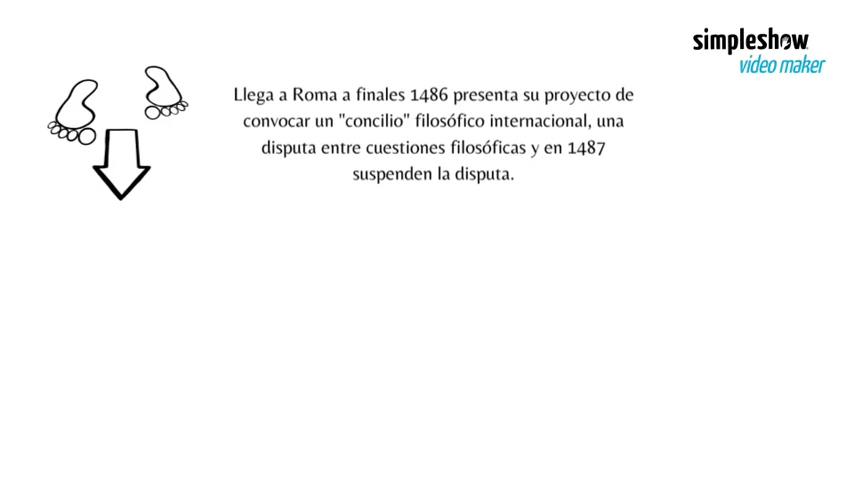 simpleshow
video maker
Llega a Roma a finales 1486 presenta su proyecto de
convocar un "concilio" filosófico internacional, una
disputa entre cuestiones filosóficas y en 1487
suspenden la disputa.